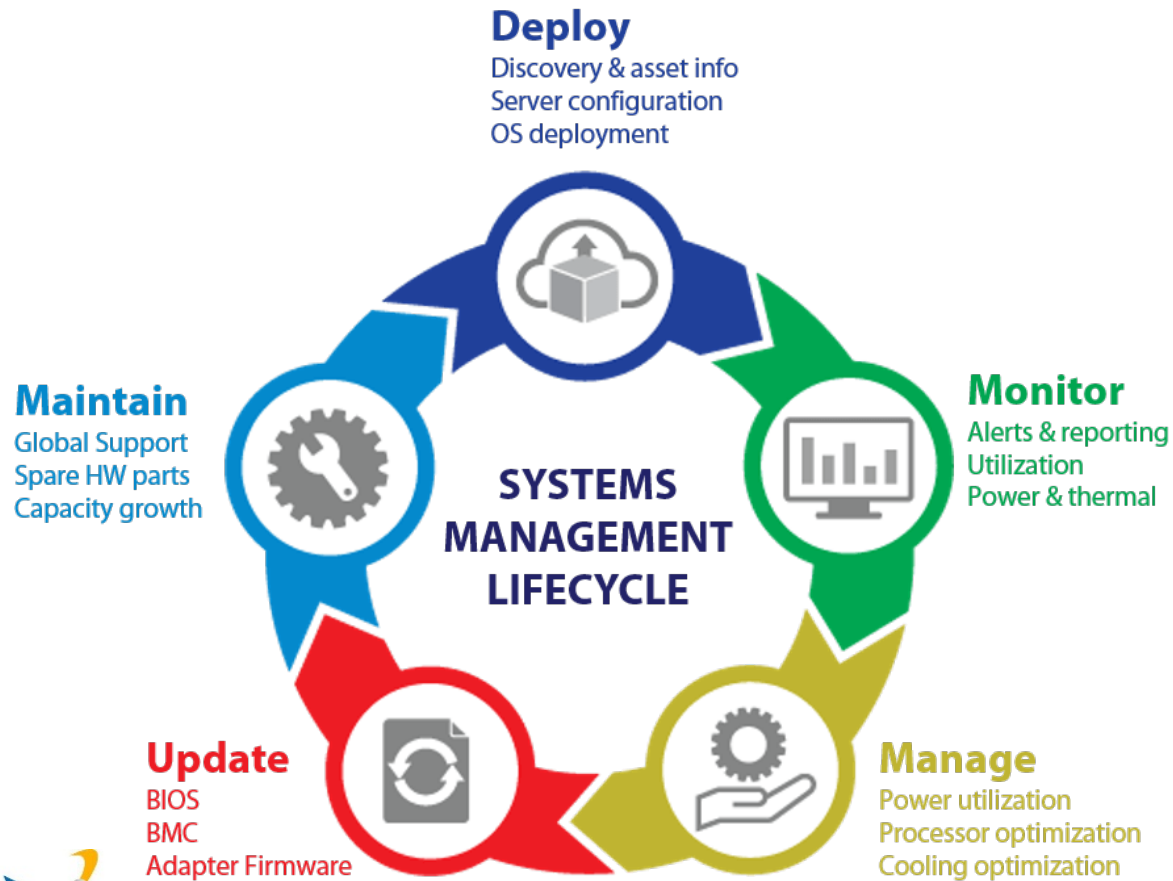 Deploy
Discovery & asset info
Server configuration
OS deployment
Monitor
Alerts & reporting
Utilization
Power & thermal
Manage
Power utilization
Processor optimization
Cooling optimization
Update
BIOS
BMC
Adapter Firmware
Maintain
Global Support
Spare HW parts
Capacity growth
SYSTEMS
MANAGEMENT
LIFECYCLE